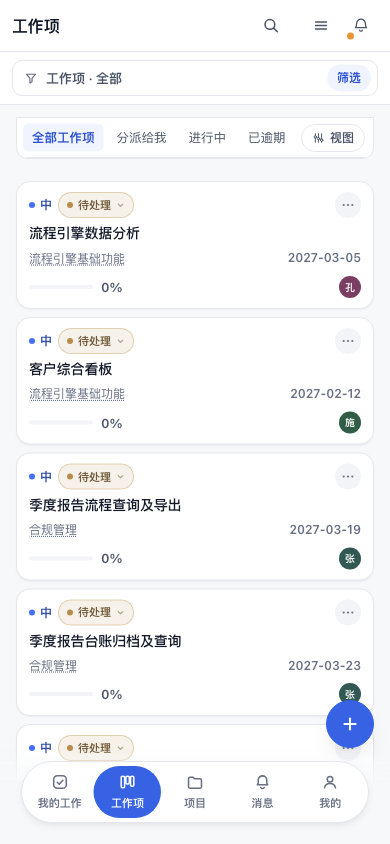 工作项
工作项 · 全部
筛选
全部工作项 分派给我 进行中 已逾期 视图
中 待处理
流程引擎数据分析
流程引擎基础功能 2027-03-05
0% 孔
中 待处理
客户综合看板
流程引擎基础功能 2027-02-12
0% 施
中 待处理
季度报告流程查询及导出
合规管理 2027-03-19
0% 张
中 待处理
季度报告台账归档及查询
合规管理 2027-03-23
0% 张
中 待处理
我的工作 工作项 项目 消息 我的